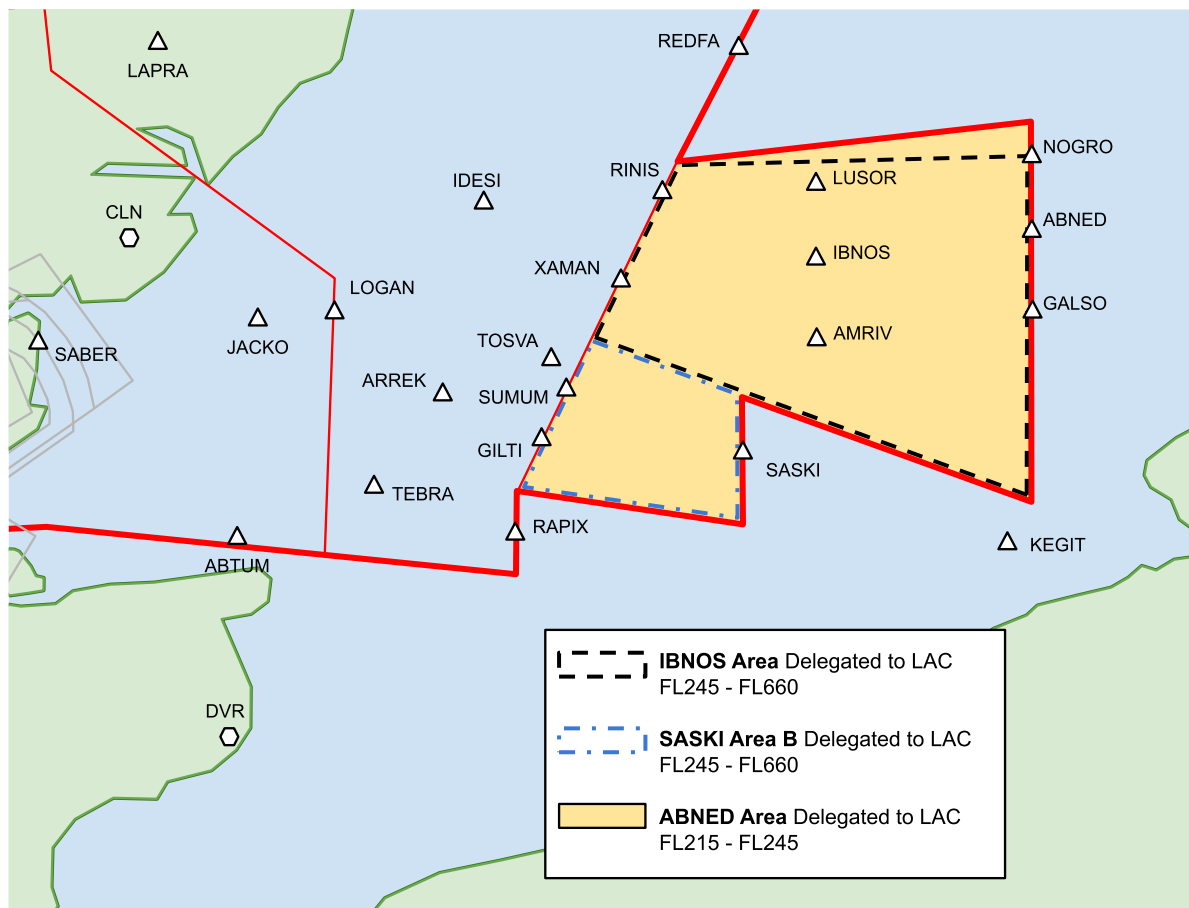 REDFA
LAPRA
NOGRO
RINIS
LUSOR
IDESI
CLN
ABNED
IBNOS
XAMAN
LOGAN
GALSO
JACKO
SABER
TOSVA
AMRIV
ARREK
SUMUM
GILTI
SASKI
TEBRA
RAPIX
ABTUM
KEGIT
DVR
IBNOS Area Delegated to LAC
FL245 - FL660
SASKI Area B Delegated to LAC
FL245 - FL660
ABNED Area Delegated to LAC
FL215 - FL245